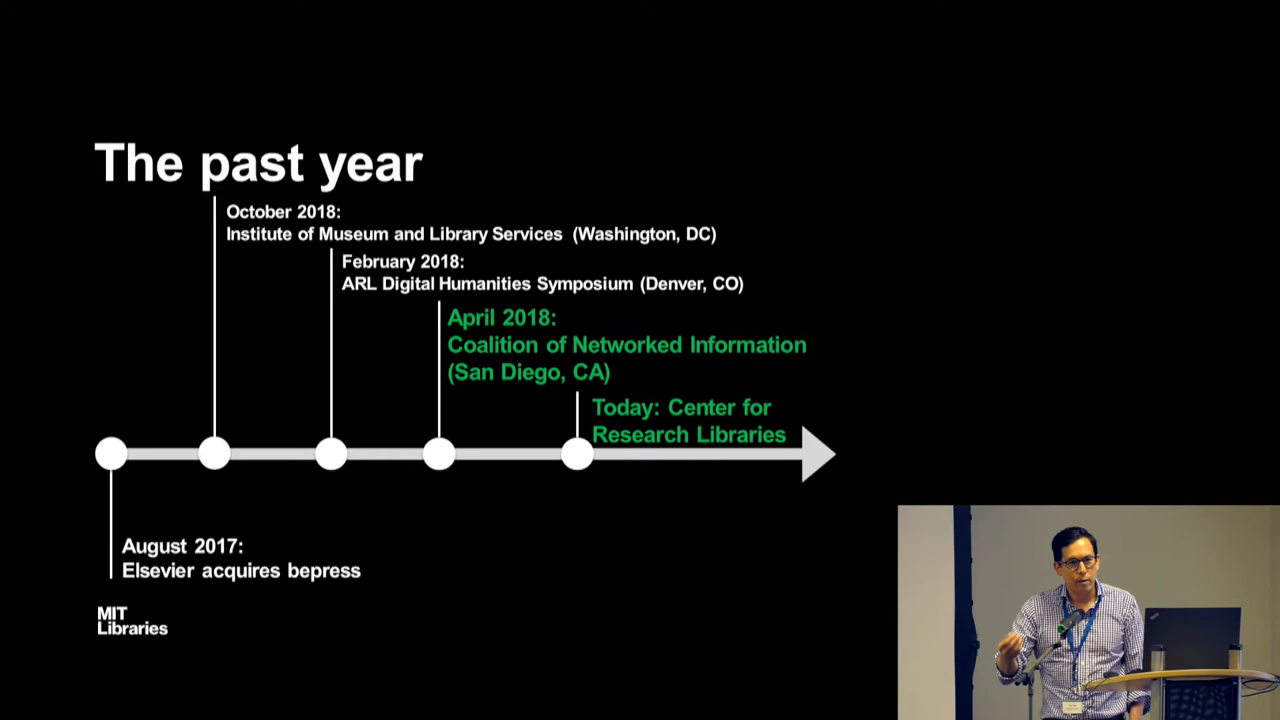 The past year
October 2018:
Institute of Museum and Library Services (Washington, DC)
February 2018:
ARL Digital Humanities Symposium (Denver, CO)
April 2018:
Coalition of Networked Information
(San Diego, CA)
Today: Center for
Research Libraries
August 2017:
Elsevier acquires bepress
MIT
Libraries